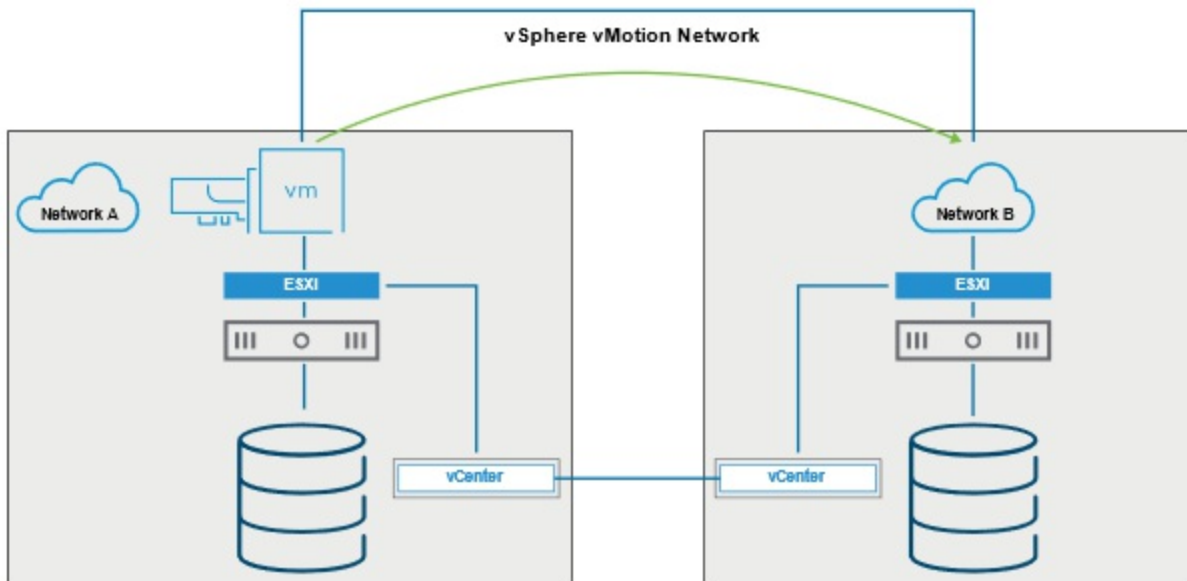 vSphere vMotion Network
Network A
vm
Network B
ESXI
ESXI
vCenter
vCenter